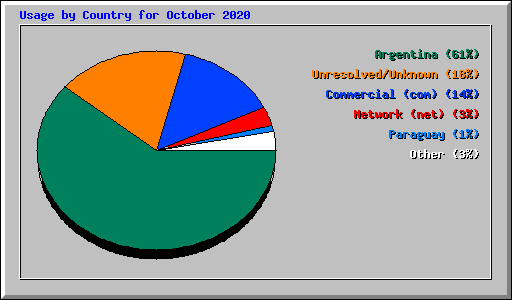 Usage by Country for October 2020
Argentina (61%)
Unresolved/Unknown (18%)
Commercial (com) (14%)
Network (net) (3%)
Paraguay (1%)
Other (3%)